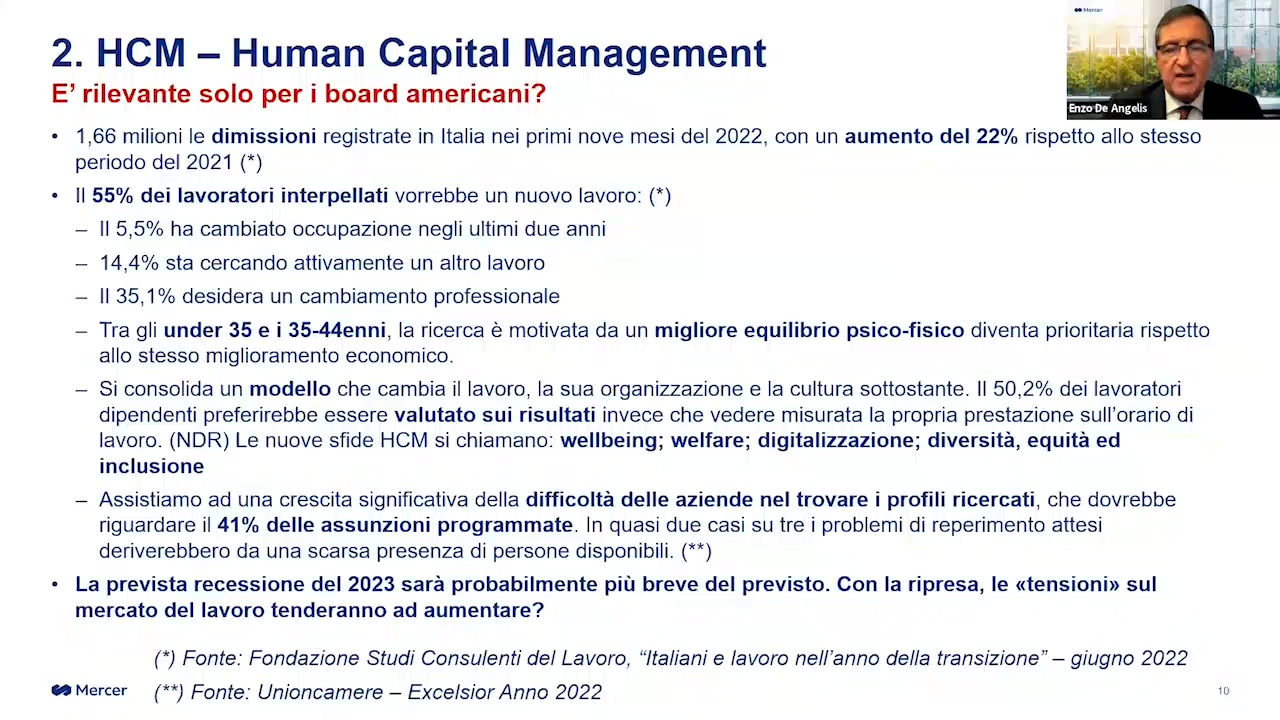 2. HCM – Human Capital Management
E’ rilevante solo per i board americani?
Mercer
Enzo De Angelis
• 1,66 milioni le dimissioni registrate in Italia nei primi nove mesi del 2022, con un aumento del 22% rispetto allo stesso
periodo del 2021 (*)
• Il 55% dei lavoratori interpellati vorrebbe un nuovo lavoro: (*)
– Il 5,5% ha cambiato occupazione negli ultimi due anni
– 14,4% sta cercando attivamente un altro lavoro
– Il 35,1% desidera un cambiamento professionale
– Tra gli under 35 e i 35-44enni, la ricerca è motivata da un migliore equilibrio psico-fisico diventa prioritaria rispetto
allo stesso miglioramento economico.
– Si consolida un modello che cambia il lavoro, la sua organizzazione e la cultura sottostante. Il 50,2% dei lavoratori
dipendenti preferirebbe essere valutato sui risultati invece che vedere misurata la propria prestazione sull’orario di
lavoro. (NDR) Le nuove sfide HCM si chiamano: wellbeing; welfare; digitalizzazione; diversità, equità ed
inclusione
– Assistiamo ad una crescita significativa della difficoltà delle aziende nel trovare i profili ricercati, che dovrebbe
riguardare il 41% delle assunzioni programmate. In quasi due casi su tre i problemi di reperimento attesi
deriverebbero da una scarsa presenza di persone disponibili. (**)
• La prevista recessione del 2023 sarà probabilmente più breve del previsto. Con la ripresa, le «tensioni» sul
mercato del lavoro tenderanno ad aumentare?
(*) Fonte: Fondazione Studi Consulenti del Lavoro, “Italiani e lavoro nell’anno della transizione” – giugno 2022
Mercer
(**) Fonte: Unioncamere – Excelsior Anno 2022
10